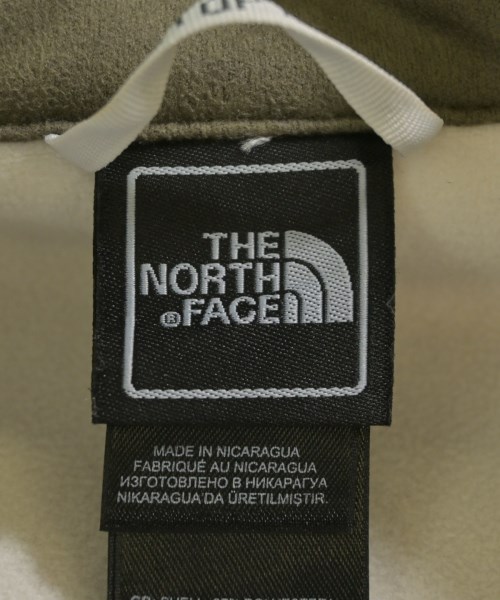 THE
NORTH
® FACE
MADE IN NICARAGUA
FABRIQUÉ AU NICARAGUA
ИЗГОТОВЛЕНО В НИКАРАГУА
NIKARAGUA'DA ÜRETILMIŞTIR.